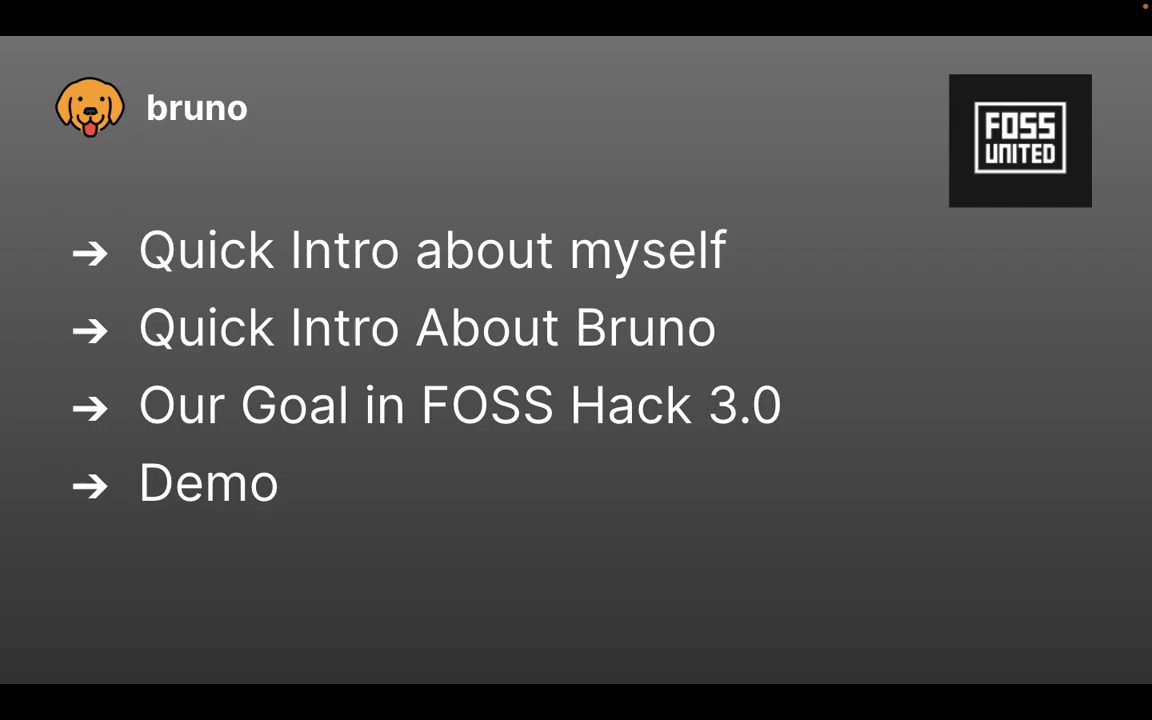 bruno
FOSS
UNITED
➔ Quick Intro about myself
➔ Quick Intro About Bruno
➔ Our Goal in FOSS Hack 3.0
➔ Demo